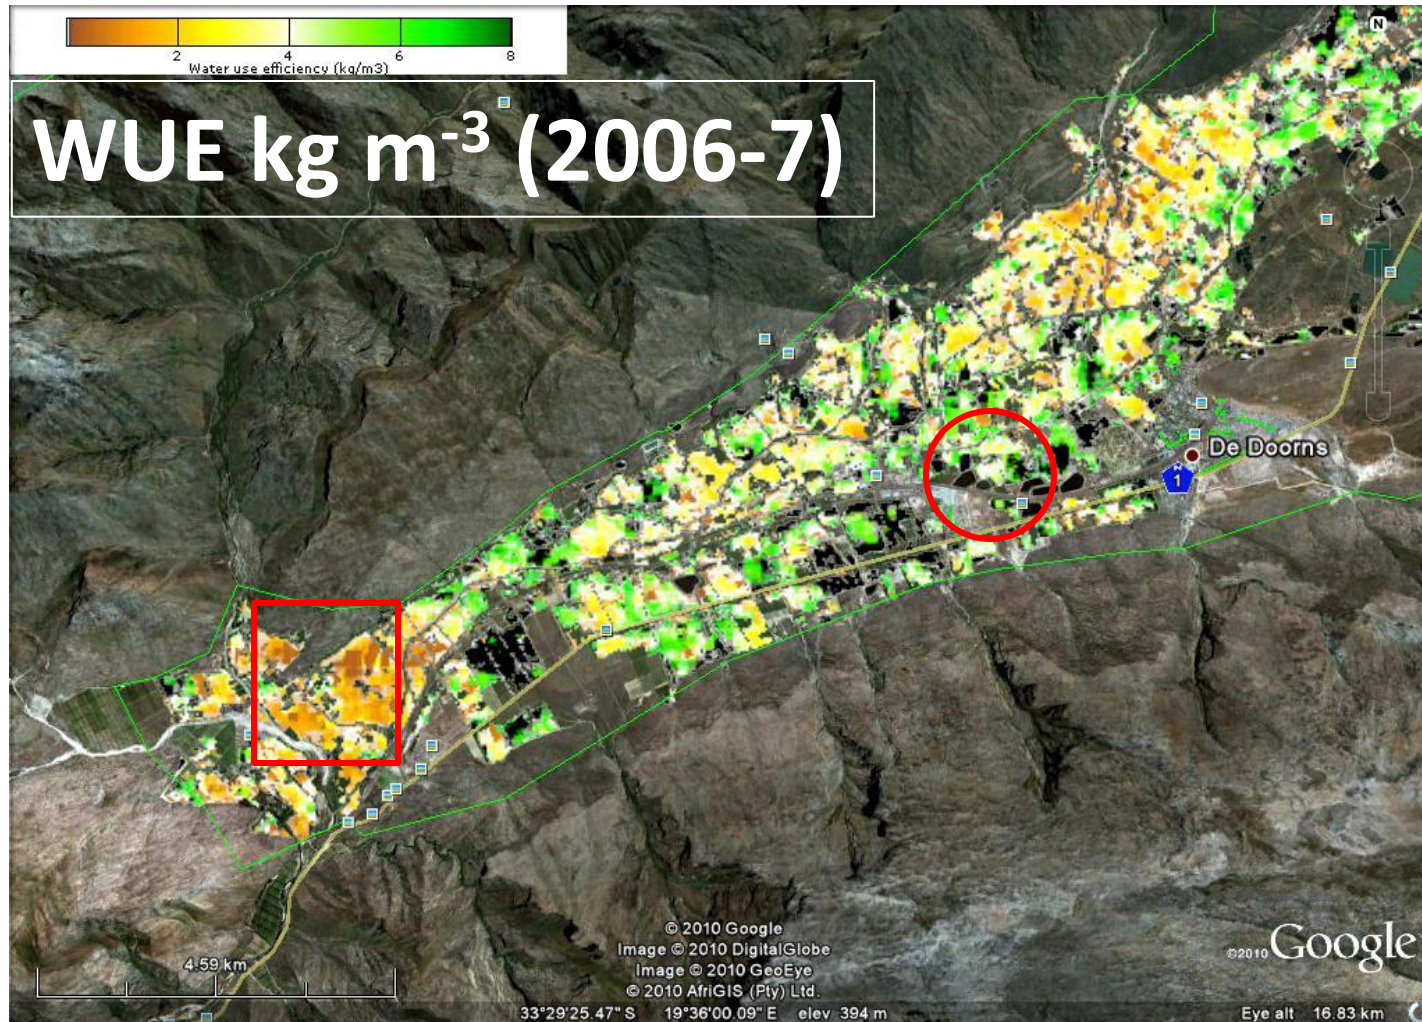 2 4 6 8
Water use efficiency (kg/m3)
WUE kg m-3 (2006-7)
N
De Doorns
1
4.59 km
© 2010 Google
Image © 2010 DigitalGlobe
Image © 2010 GeoEye
© 2010 AfriGIS (Pty) Ltd.
©2010 Google
33°29'25.47" S 19°36'00.09" E elev 394 m Eye alt 16.83 km